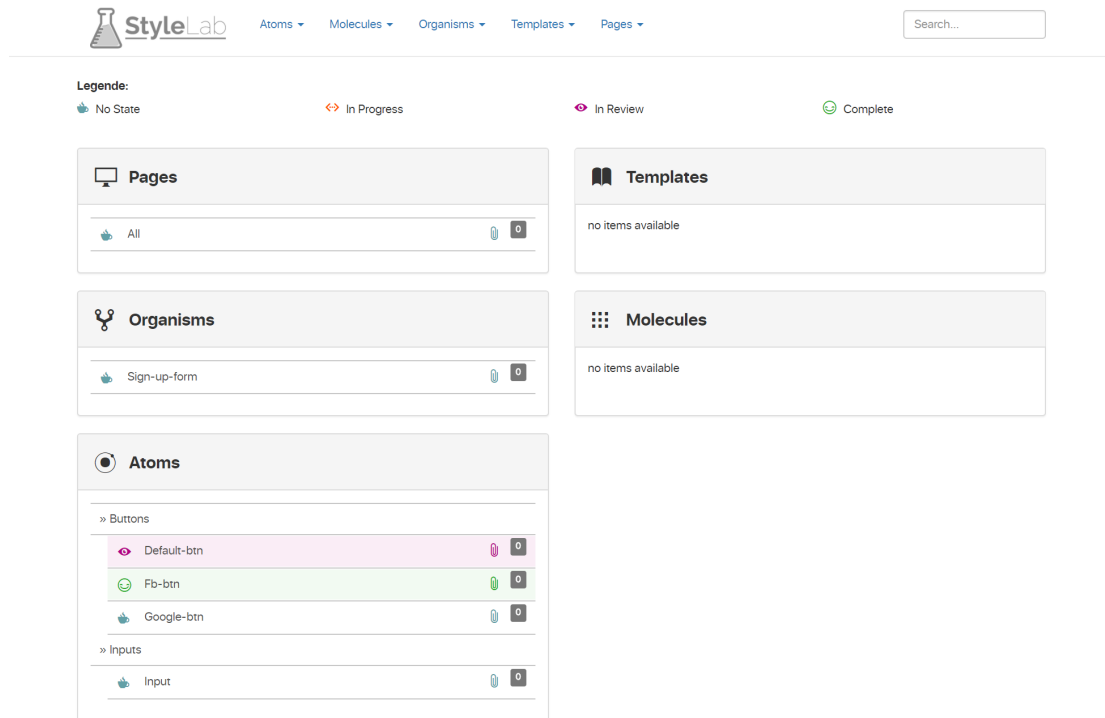 StyleLab Atoms Molecules Organisms Templates Pages Search...
Legende:
No State In Progress In Review Complete
Pages
All 0
Templates
no items available
Organisms
Sign-up-form 0
Molecules
no items available
Atoms
» Buttons
Default-btn 0
Fb-btn 0
Google-btn 0
» Inputs
Input 0